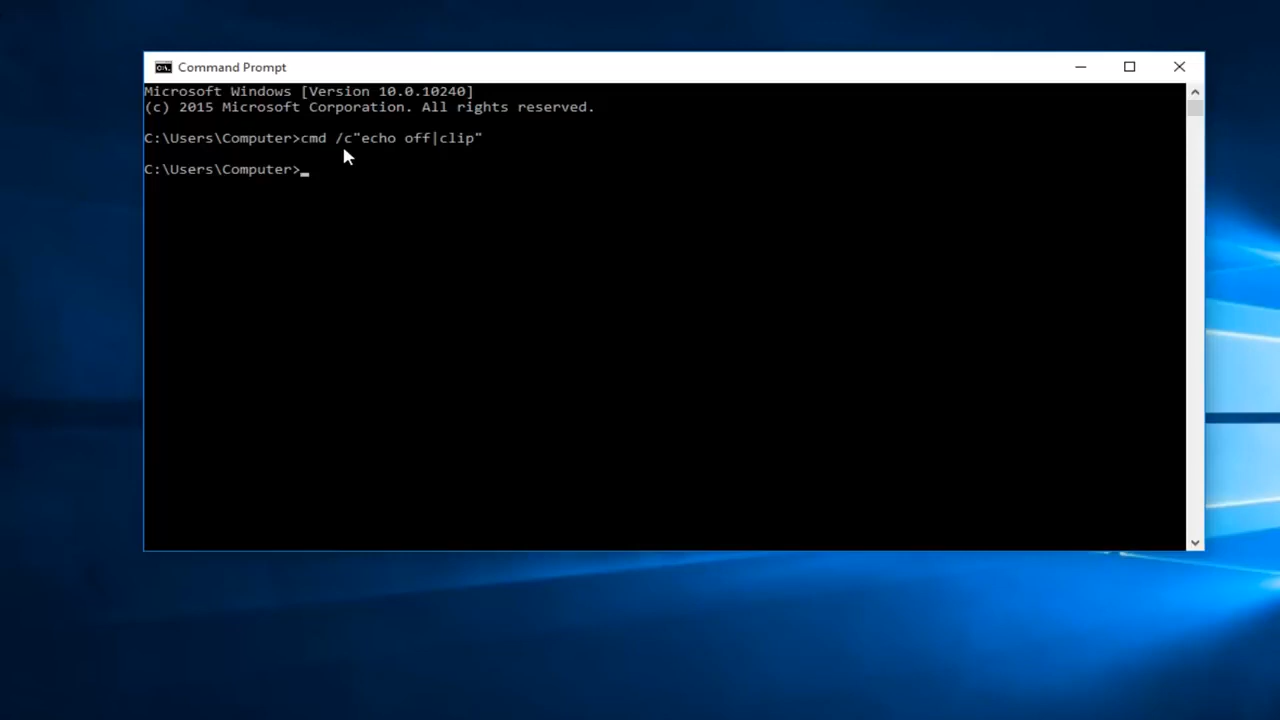 Command Prompt
Microsoft Windows [Version 10.0.10240]
(c) 2015 Microsoft Corporation. All rights reserved.
C:\Users\Computer>cmd /c"echo off|clip"
C:\Users\Computer>_